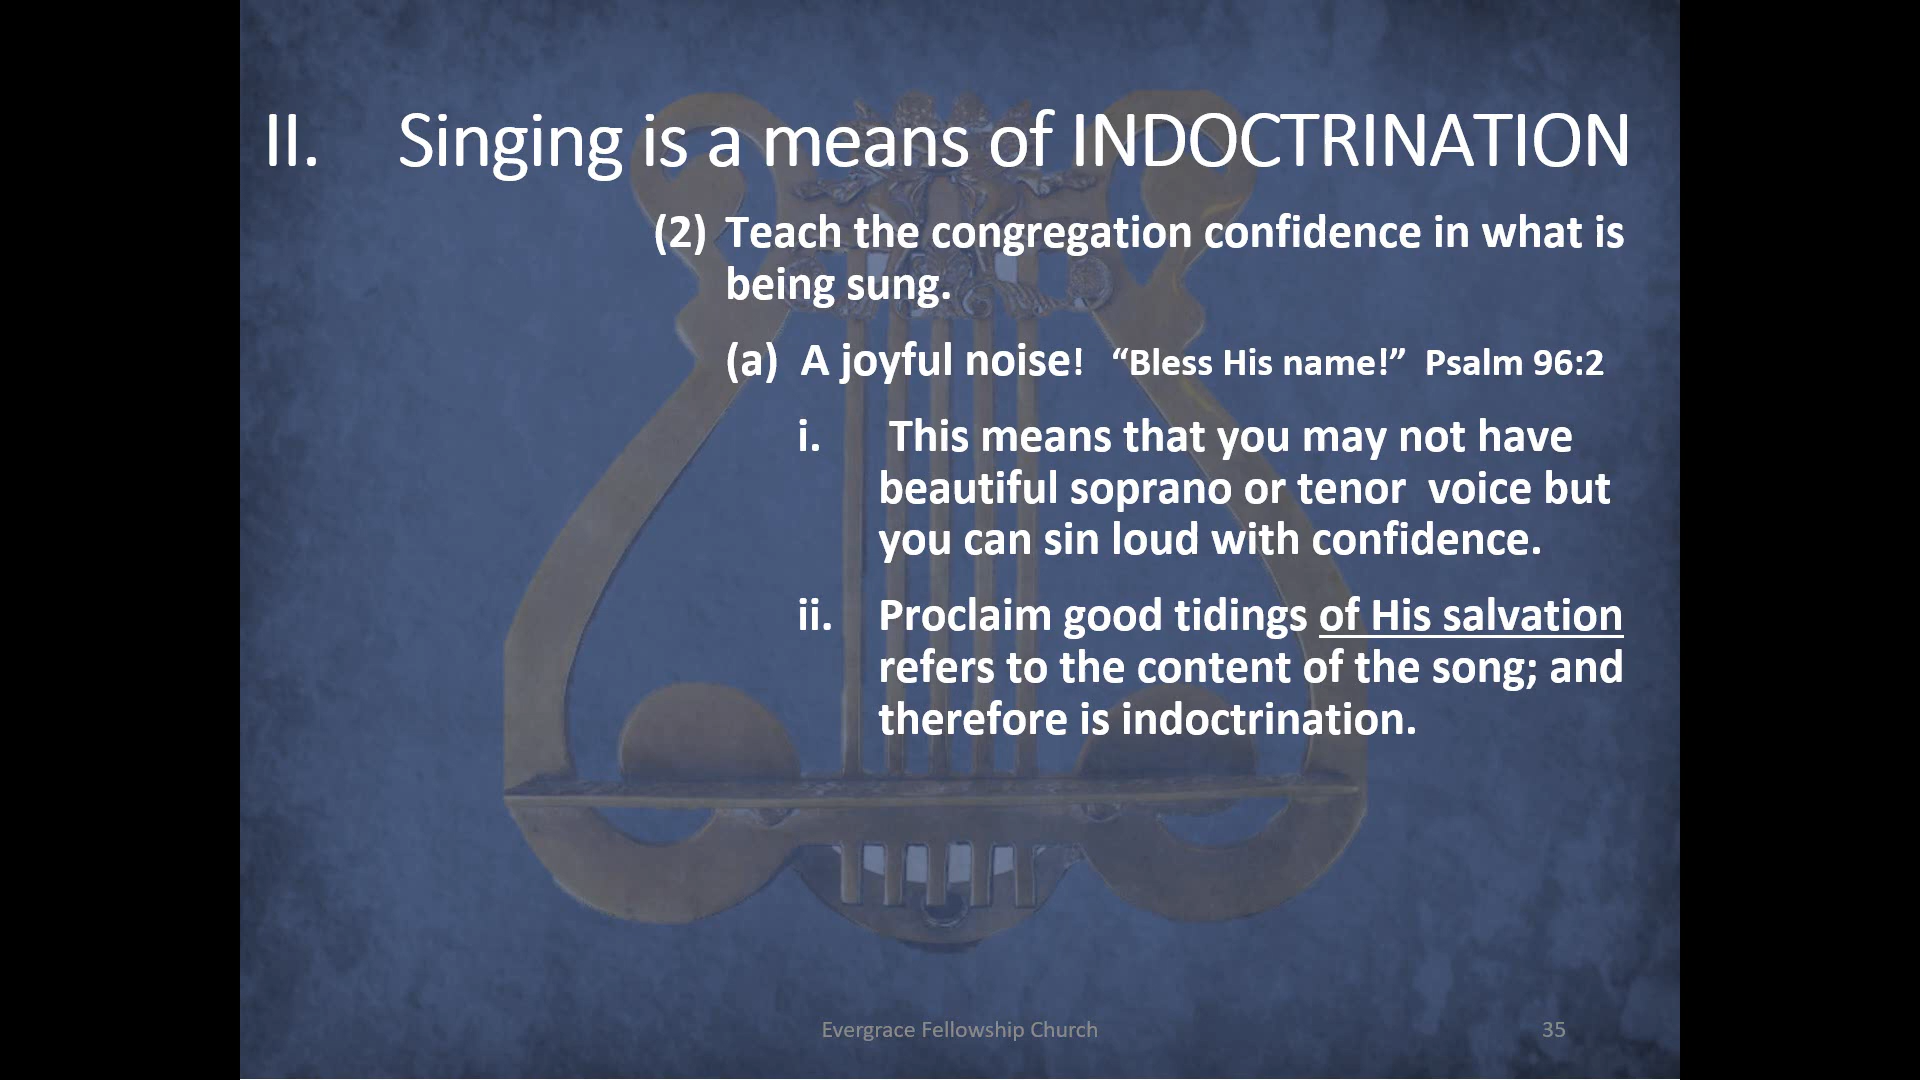 II. Singing is a means of INDOCTRINATION
(2) Teach the congregation confidence in what is
being sung.
(a) A joyful noise! “Bless His name!” Psalm 96:2
i. This means that you may not have
beautiful soprano or tenor voice but
you can sin loud with confidence.
ii. Proclaim good tidings of His salvation
refers to the content of the song; and
therefore is indoctrination.
Evergrace Fellowship Church 35